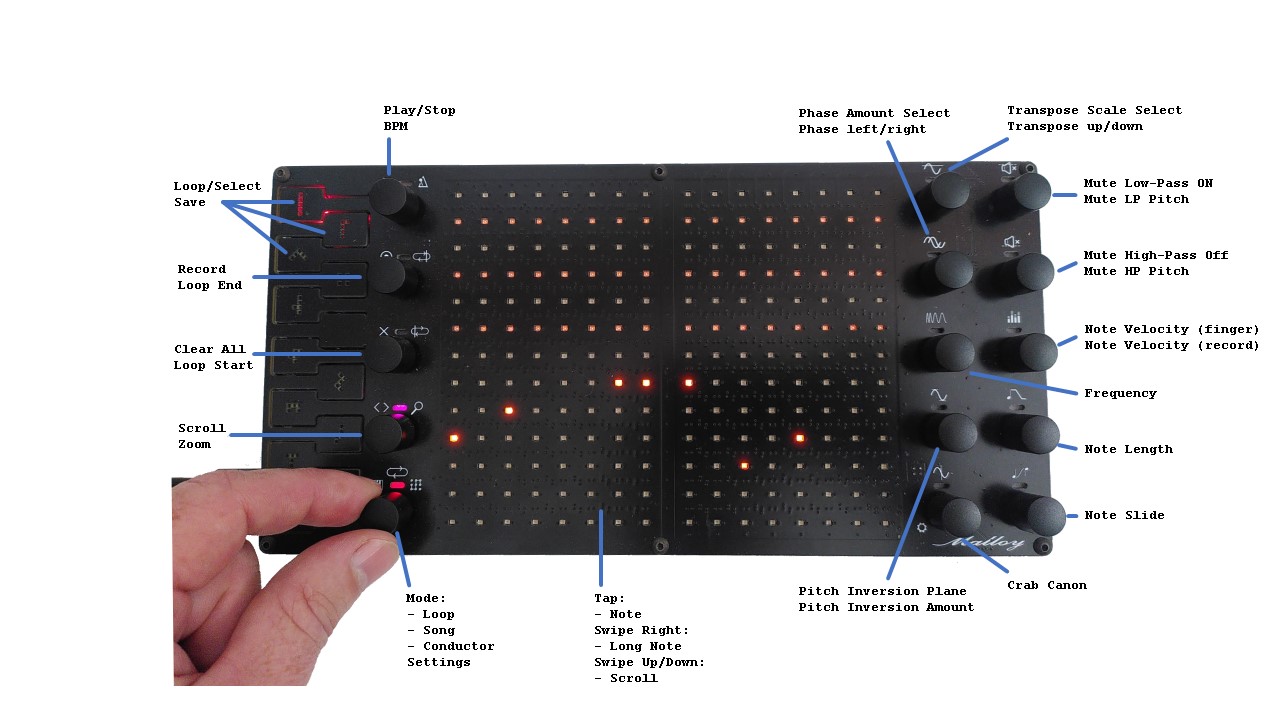 Play/Stop
BPM
Phase Amount Select
Phase left/right
Transpose Scale Select
Transpose up/down
Loop/Select
Save
Mute Low-Pass ON
Mute LP Pitch
Record
Loop End
Mute High-Pass Off
Mute HP Pitch
Clear All
Loop Start
Note Velocity (finger)
Note Velocity (record)
Frequency
Scroll
Zoom
Note Length
Note Slide
Malloy
Crab Canon
Pitch Inversion Plane
Pitch Inversion Amount
Mode:
- Loop
- Song
- Conductor
Settings
Tap:
- Note
Swipe Right:
- Long Note
Swipe Up/Down:
- Scroll